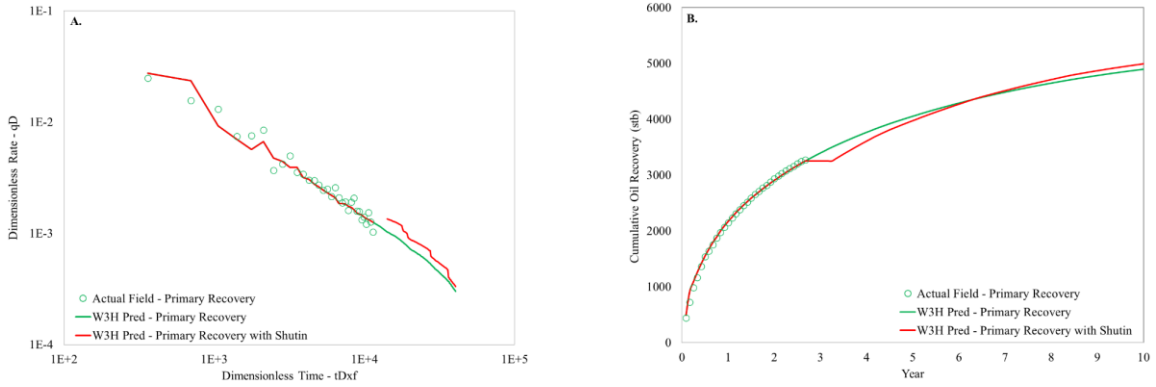 A.
1E-1
1E-2
1E-3
1E-4
Dimensionless Rate - qD
Actual Field - Primary Recovery
W3H Pred - Primary Recovery
W3H Pred - Primary Recovery with Shutin
1E+2
1E+3
1E+4
1E+5
Dimensionless Time - tDxf
B.
6000
5000
4000
3000
2000
1000
0
Cumulative Oil Recovery (stb)
Actual Field - Primary Recovery
W3H Pred - Primary Recovery
W3H Pred - Primary Recovery with Shutin
0 1 2 3 4 5 6 7 8 9 10
Year